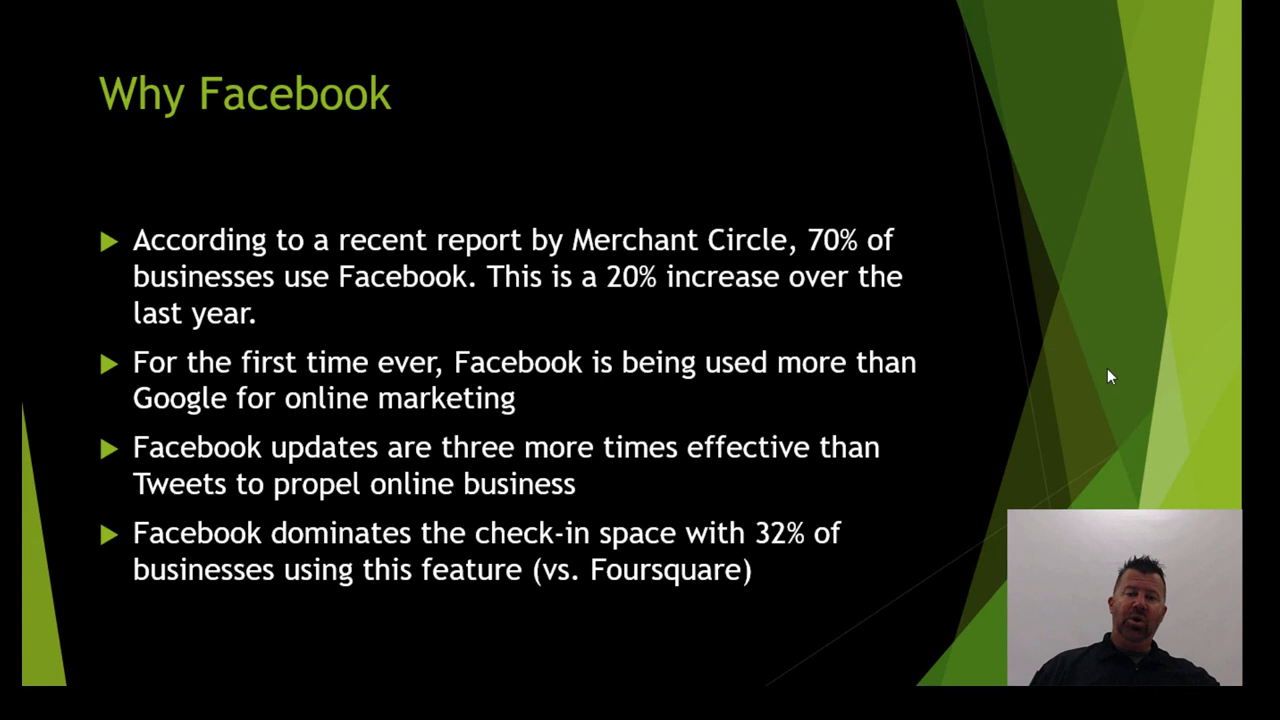 Why Facebook
According to a recent report by Merchant Circle, 70% of
businesses use Facebook. This is a 20% increase over the
last year.
For the first time ever, Facebook is being used more than
Google for online marketing
Facebook updates are three more times effective than
Tweets to propel online business
Facebook dominates the check-in space with 32% of
businesses using this feature (vs. Foursquare)